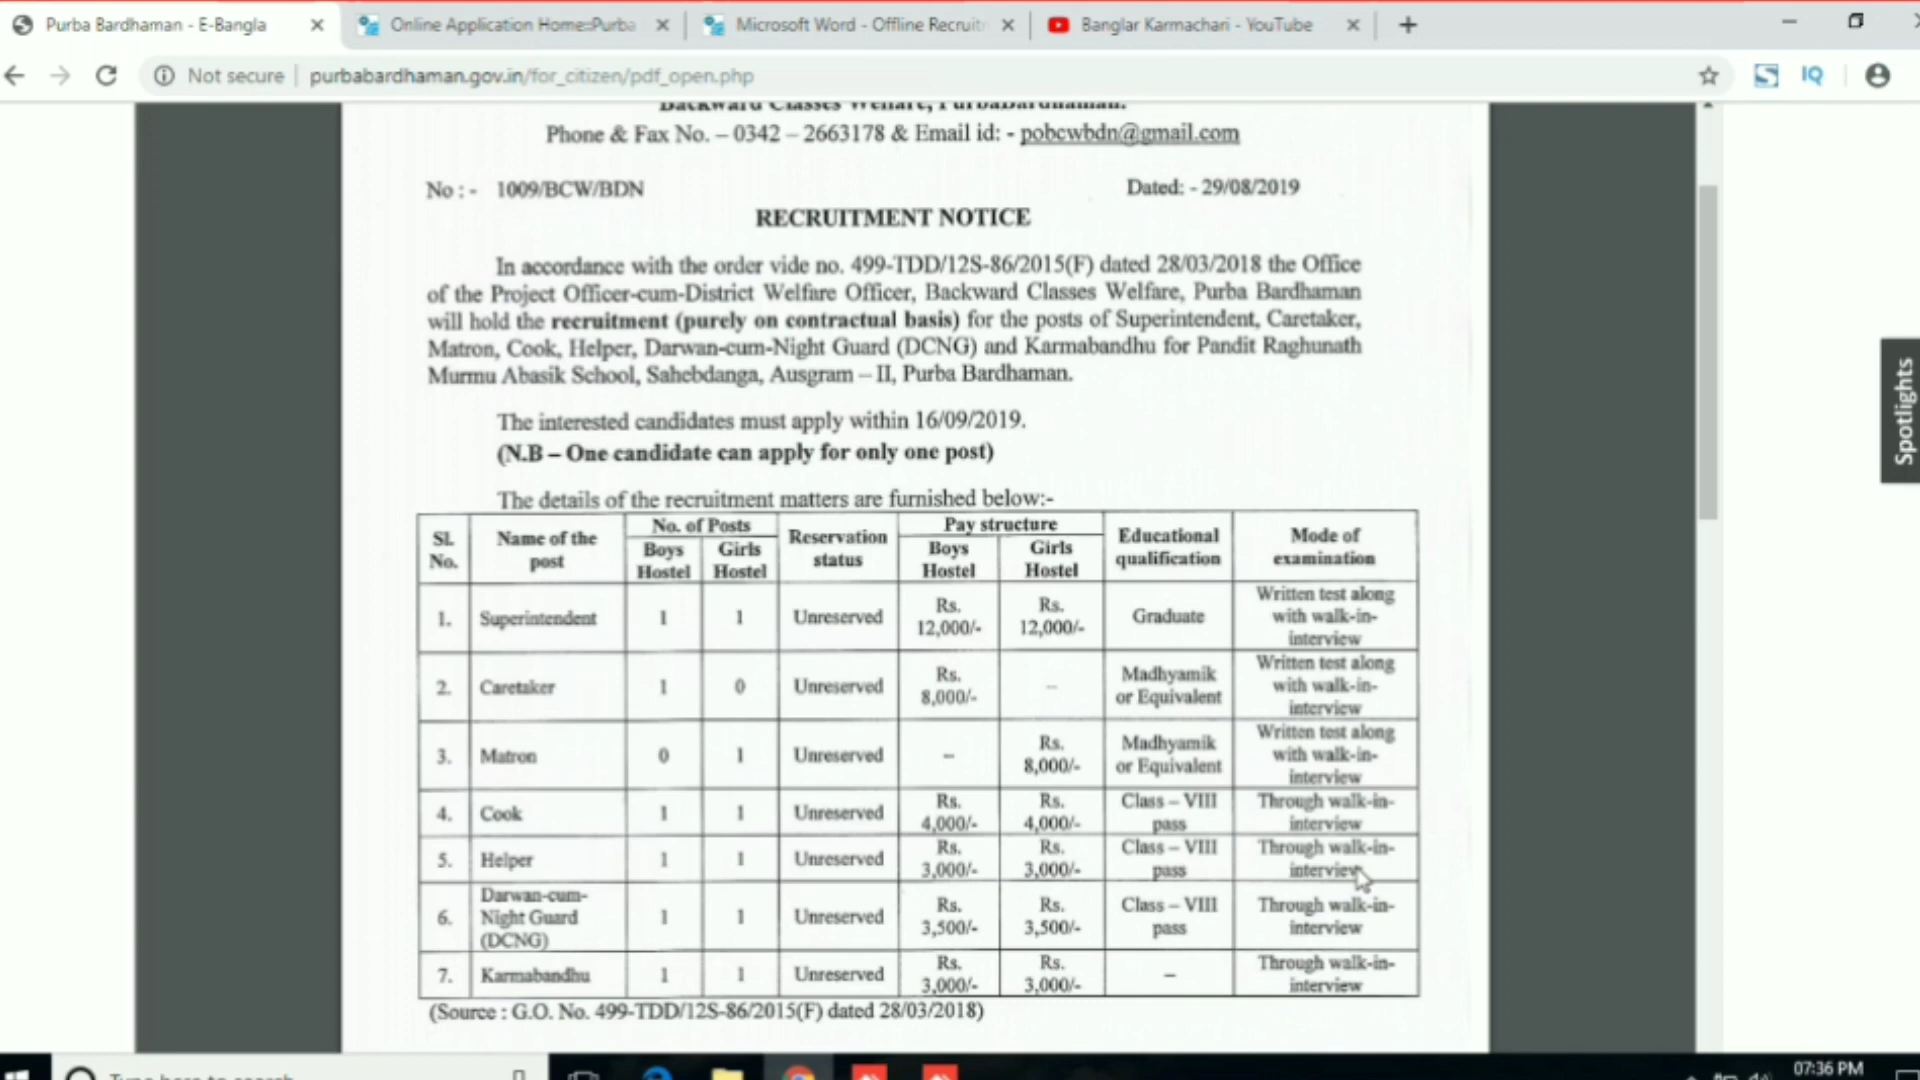 Purba Bardhaman - E-Bangla
Online Application Home::Purba
Microsoft Word - Offline Recruit
Banglar Karmachari - YouTube
Not secure | purbabardhaman.gov.in/for_citizen/pdf_open.php
IQ
Backward Classes Welfare, PurbaBardhaman.
Phone & Fax No. – 0342 – 2663178 & Email id: - pobcwbdn@gmail.com
No : - 1009/BCW/BDN Dated: - 29/08/2019
RECRUITMENT NOTICE
In accordance with the order vide no. 499-TDD/12S-86/2015(F) dated 28/03/2018 the Office
of the Project Officer-cum-District Welfare Officer, Backward Classes Welfare, Purba Bardhaman
will hold the recruitment (purely on contractual basis) for the posts of Superintendent, Caretaker,
Matron, Cook, Helper, Darwan-cum-Night Guard (DCNG) and Karmabandhu for Pandit Raghunath
Murmu Abasik School, Sahebdanga, Ausgram – II, Purba Bardhaman.
The interested candidates must apply within 16/09/2019.
(N.B – One candidate can apply for only one post)
The details of the recruitment matters are furnished below:-
Sl. No. Name of the post No. of Posts Boys Hostel Girls Hostel Reservation status Pay structure Boys Hostel Girls Hostel Educational qualification Mode of examination
1. Superintendent 1 1 Unreserved Rs. 12,000/- Rs. 12,000/- Graduate Written test along with walk-in-interview
2. Caretaker 1 0 Unreserved Rs. 8,000/- – Madhyamik or Equivalent Written test along with walk-in-interview
3. Matron 0 1 Unreserved – Rs. 8,000/- Madhyamik or Equivalent Written test along with walk-in-interview
4. Cook 1 1 Unreserved Rs. 4,000/- Rs. 4,000/- Class – VIII pass Through walk-in-interview
5. Helper 1 1 Unreserved Rs. 3,000/- Rs. 3,000/- Class – VIII pass Through walk-in-interview
6. Darwan-cum-Night Guard (DCNG) 1 1 Unreserved Rs. 3,500/- Rs. 3,500/- Class – VIII pass Through walk-in-interview
7. Karmabandhu 1 1 Unreserved Rs. 3,000/- Rs. 3,000/- – Through walk-in-interview
(Source : G.O. No. 499-TDD/12S-86/2015(F) dated 28/03/2018)
Spotlights
Type here to search
07:36 PM